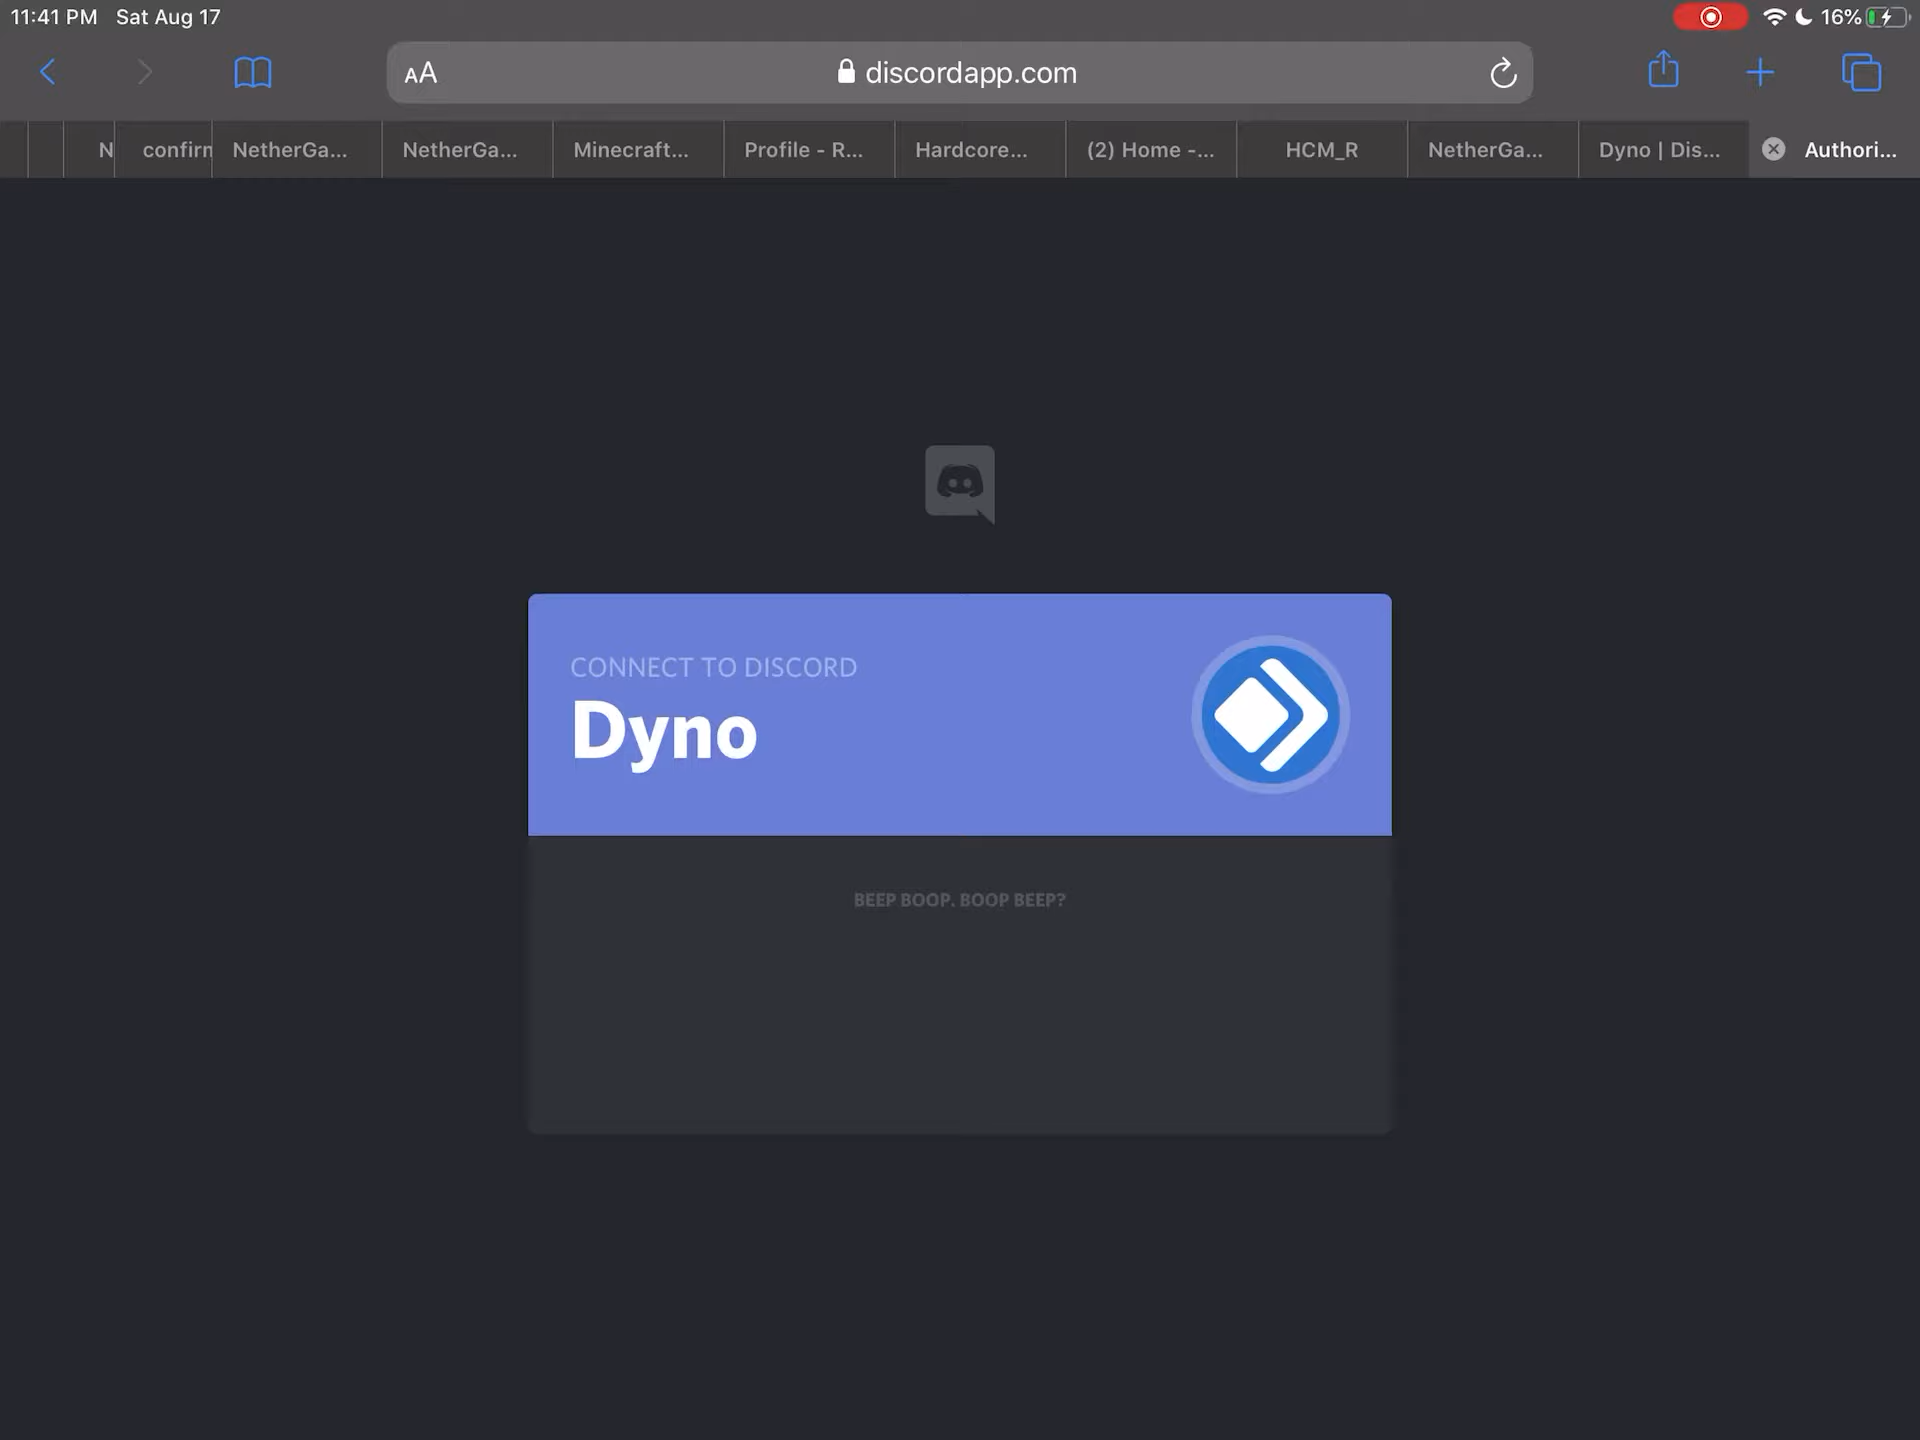 11:41 PM Sat Aug 17
16%
AA
discordapp.com
N
confirm
NetherGa...
NetherGa...
Minecraft...
Profile - R...
Hardcore...
(2) Home -...
HCM_R
NetherGa...
Dyno | Dis...
Authori...
CONNECT TO DISCORD
Dyno
BEEP BOOP. BOOP BEEP?